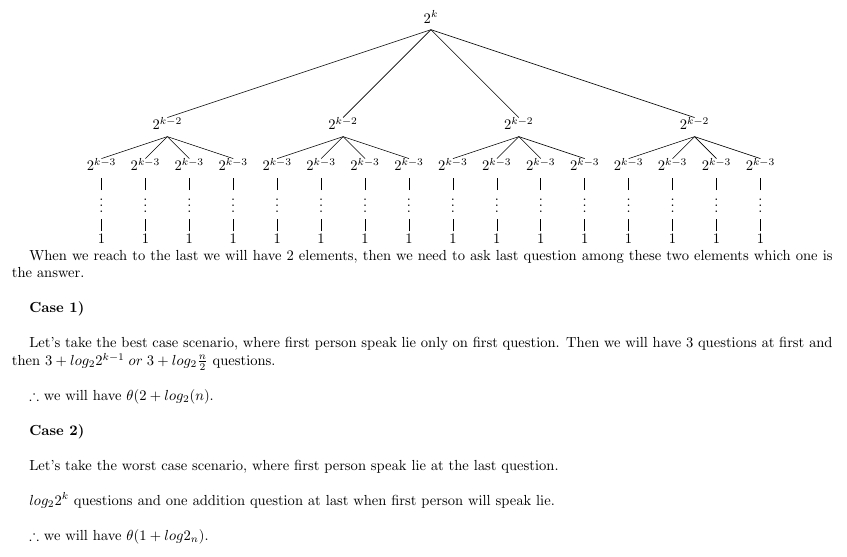 2^k
2^{k-2} 2^{k-2} 2^{k-2} 2^{k-2}
2^{k-3} 2^{k-3} 2^{k-3} 2^{k-3} 2^{k-3} 2^{k-3} 2^{k-3} 2^{k-3} 2^{k-3} 2^{k-3} 2^{k-3} 2^{k-3} 2^{k-3} 2^{k-3} 2^{k-3} 2^{k-3}
⋮ ⋮ ⋮ ⋮ ⋮ ⋮ ⋮ ⋮ ⋮ ⋮ ⋮ ⋮ ⋮ ⋮ ⋮ ⋮
1 1 1 1 1 1 1 1 1 1 1 1 1 1 1 1
When we reach to the last we will have 2 elements, then we need to ask last question among these two elements which one is
the answer.
Case 1)
Let's take the best case scenario, where first person speak lie only on first question. Then we will have 3 questions at first and
then 3 + log_2 2^{k-1} or 3 + log_2 \frac{n}{2} questions.
∴ we will have θ(2 + log_2(n).
Case 2)
Let's take the worst case scenario, where first person speak lie at the last question.
log_2 2^k questions and one addition question at last when first person will speak lie.
∴ we will have θ(1 + log2_n).